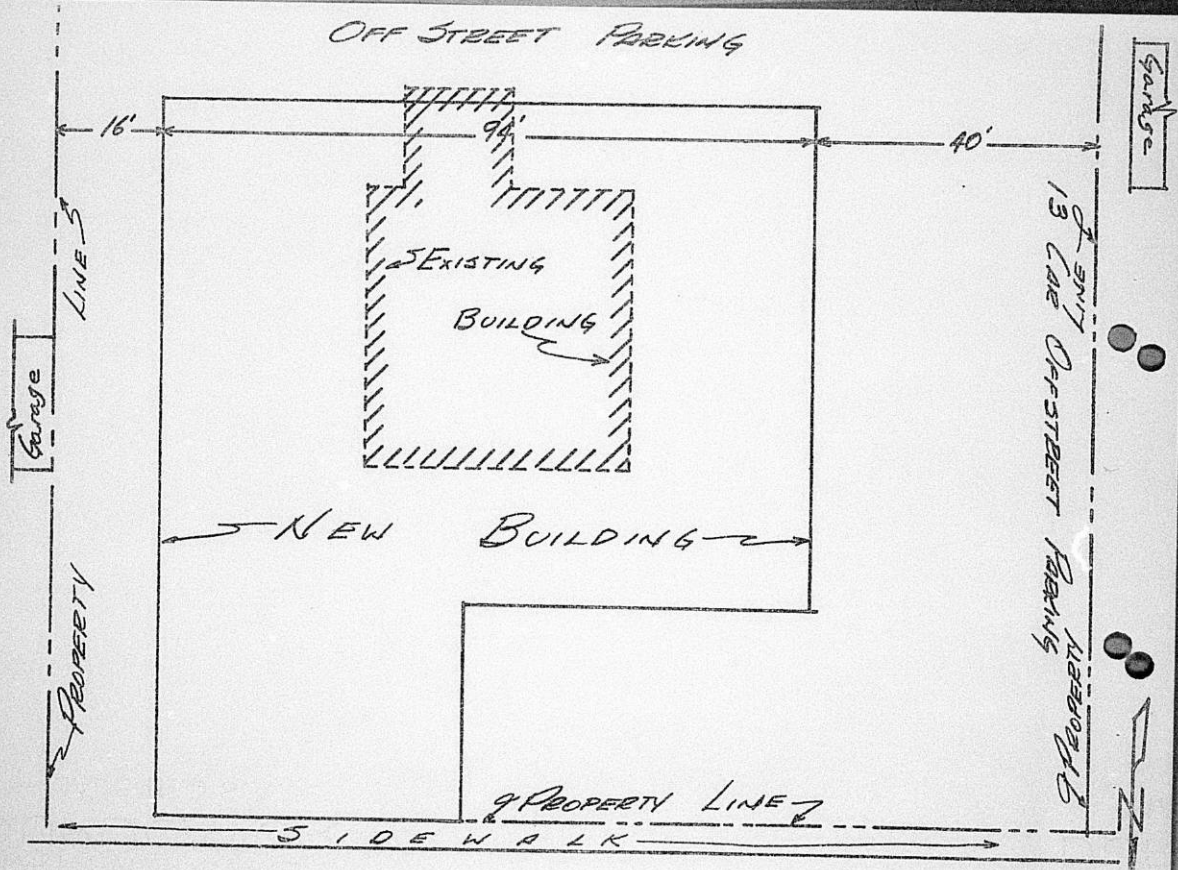 OFF STREET PARKING
Garage
16'
94'
40'
LINE
EXISTING
BUILDING
LINE
13 CAR OFFSTREET PARKING
Garage
NEW BUILDING
PROPERTY
PROPERTY
PROPERTY LINE
SIDEWALK
N